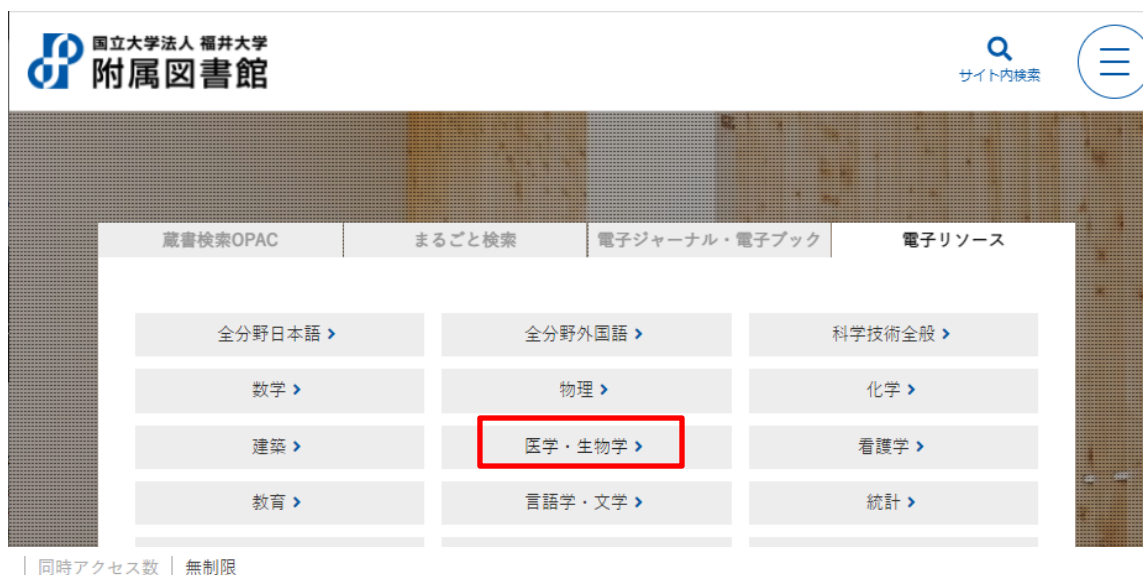 国立大学法人 福井大学
附属図書館
サイト内検索
蔵書検索OPAC まるごと検索 電子ジャーナル・電子ブック 電子リソース
全分野日本語 全分野外国語 科学技術全般
数学 物理 化学
建築 医学・生物学 看護学
教育 言語学・文学 統計
同時アクセス数 無制限